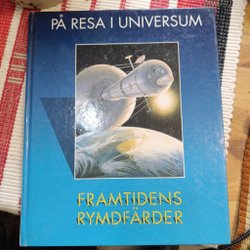 PÅ RESA I UNIVERSUM
FRAMTIDENS
RYMDFÄRDER